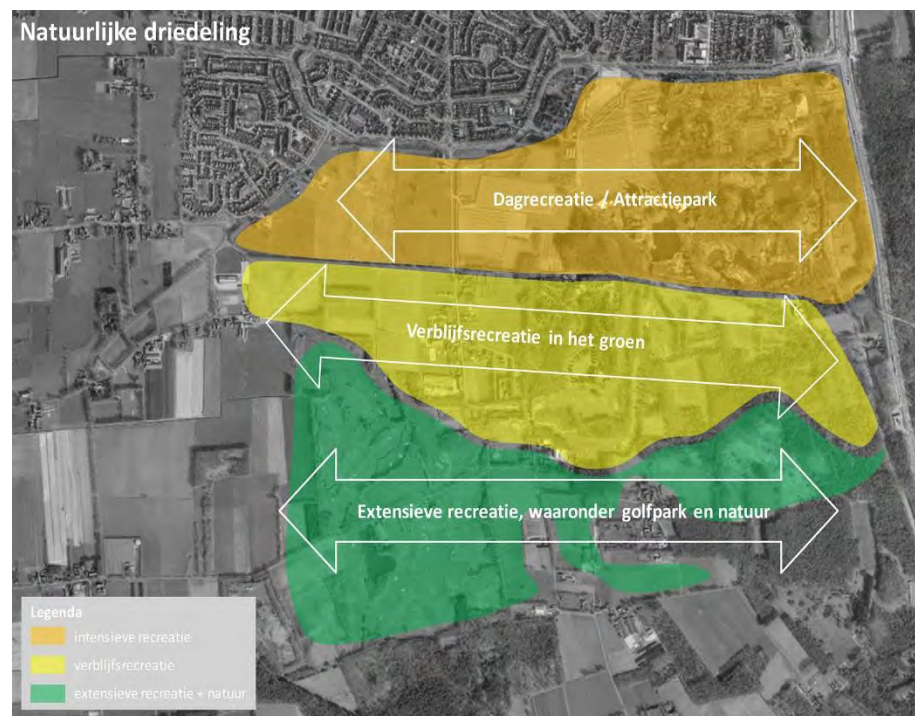 Natuurlijke driedeling
Dagrecreatie / Attractiepark
Verblijfsrecreatie in het groen
Extensieve recreatie, waaronder golfpark en natuur
Legenda
intensieve recreatie
verblijfsrecreatie
extensieve recreatie + natuur